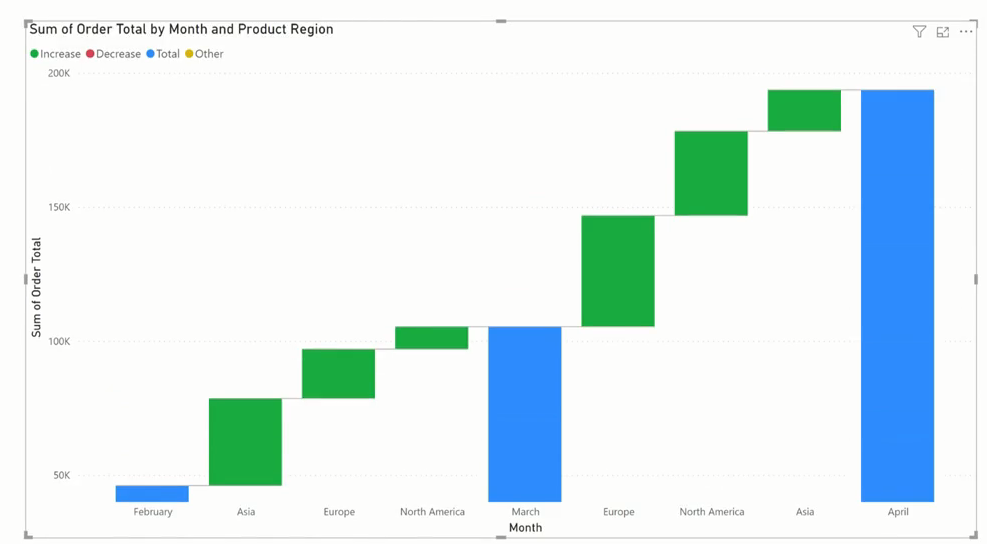 Sum of Order Total by Month and Product Region
Increase Decrease Total Other
200K
150K
100K
50K
Sum of Order Total
February Asia Europe North America March Europe North America Asia April
Month